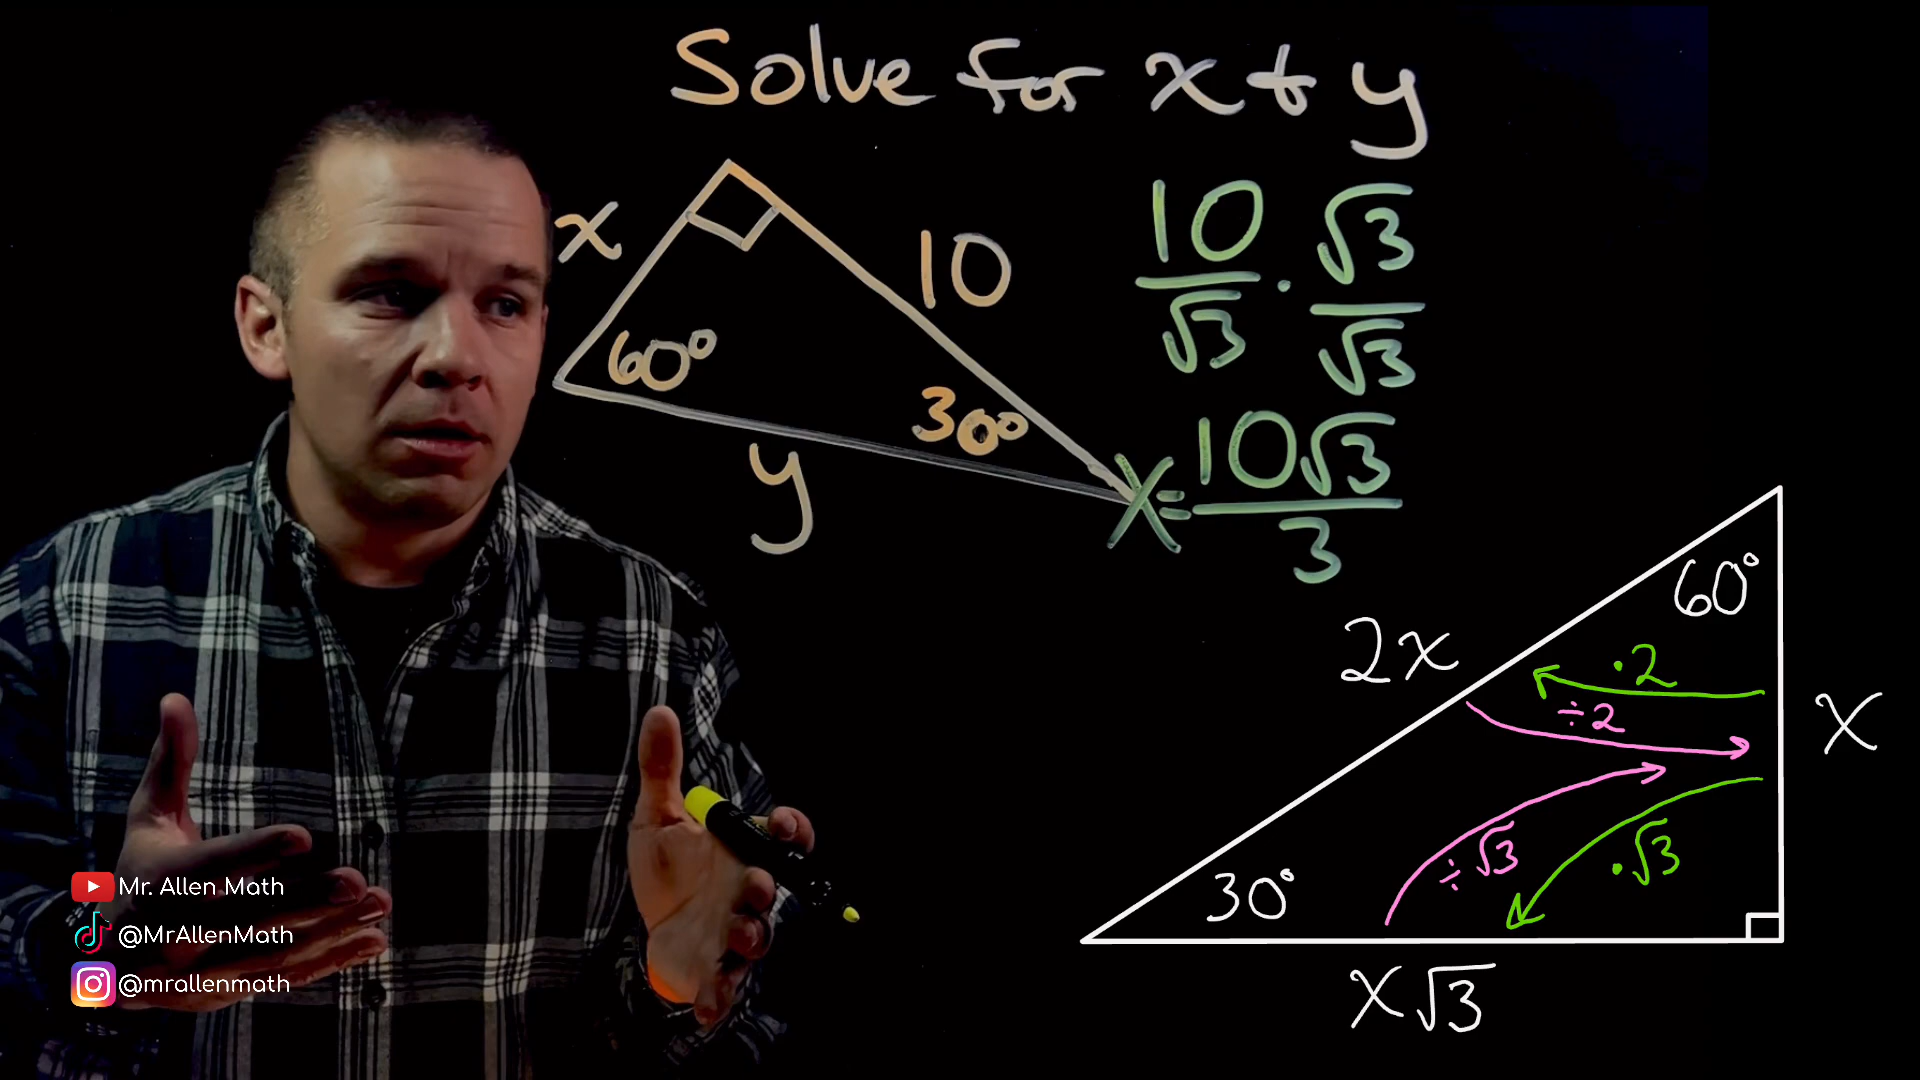 Solve for x & y
x
10
60°
30°
y
10/√3 · √3/√3
x = 10√3/3
60°
2x
·2
÷2
x
÷√3
·√3
30°
x√3
Mr. Allen Math
@MrAllenMath
@mrallenmath